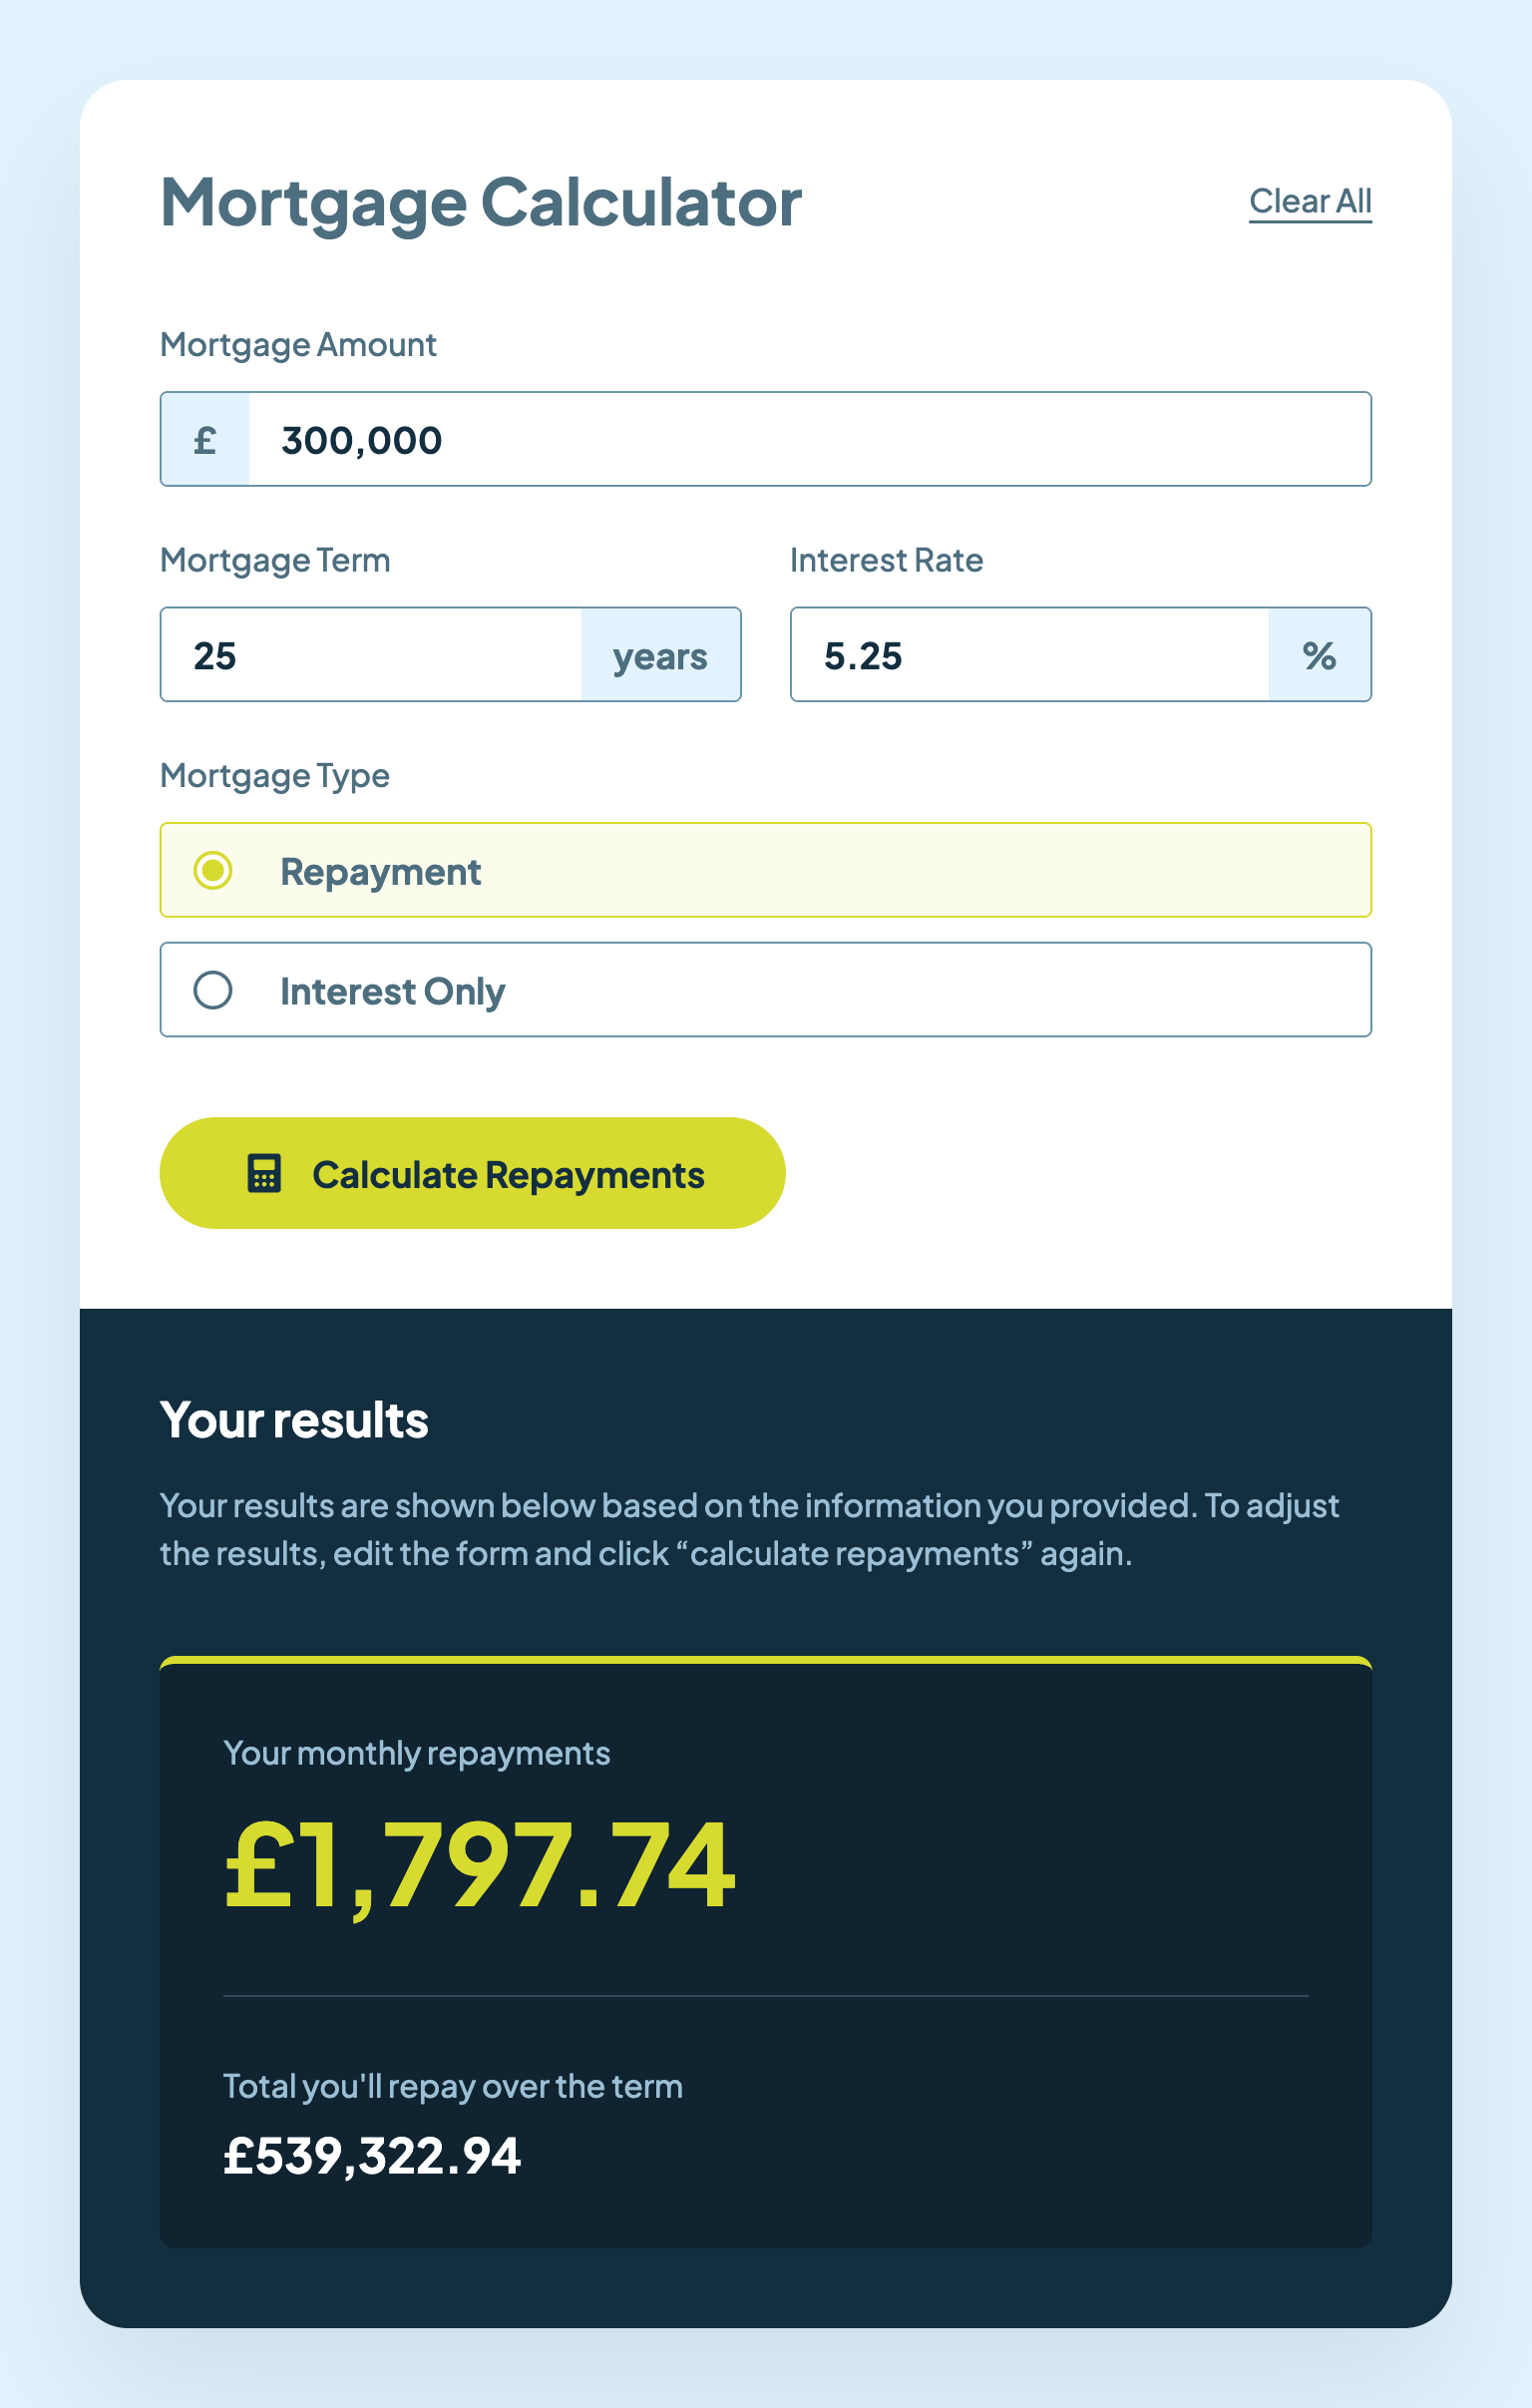 Mortgage Calculator
Clear All
Mortgage Amount
£ 300,000
Mortgage Term
25 years
Interest Rate
5.25 %
Mortgage Type
Repayment
Interest Only
Calculate Repayments
Your results
Your results are shown below based on the information you provided. To adjust
the results, edit the form and click “calculate repayments” again.
Your monthly repayments
£1,797.74
Total you'll repay over the term
£539,322.94